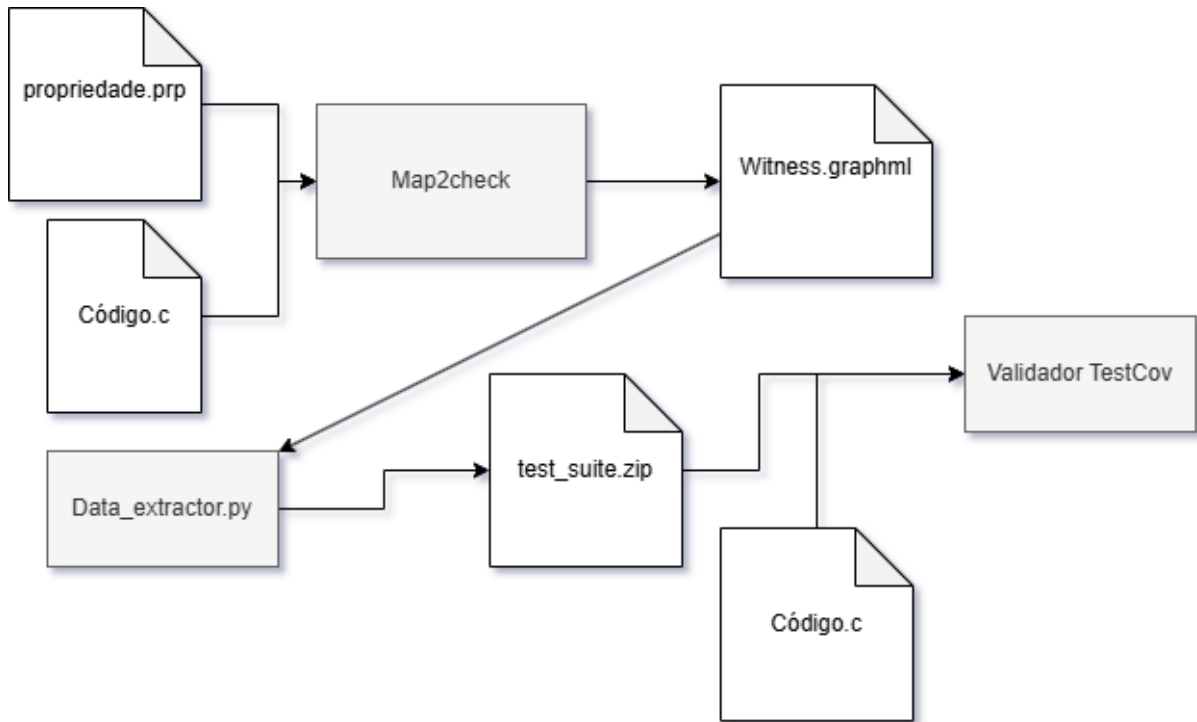 propriedade.prp
Map2check
Witness.graphml
Código.c
Validador TestCov
Data_extractor.py
test_suite.zip
Código.c